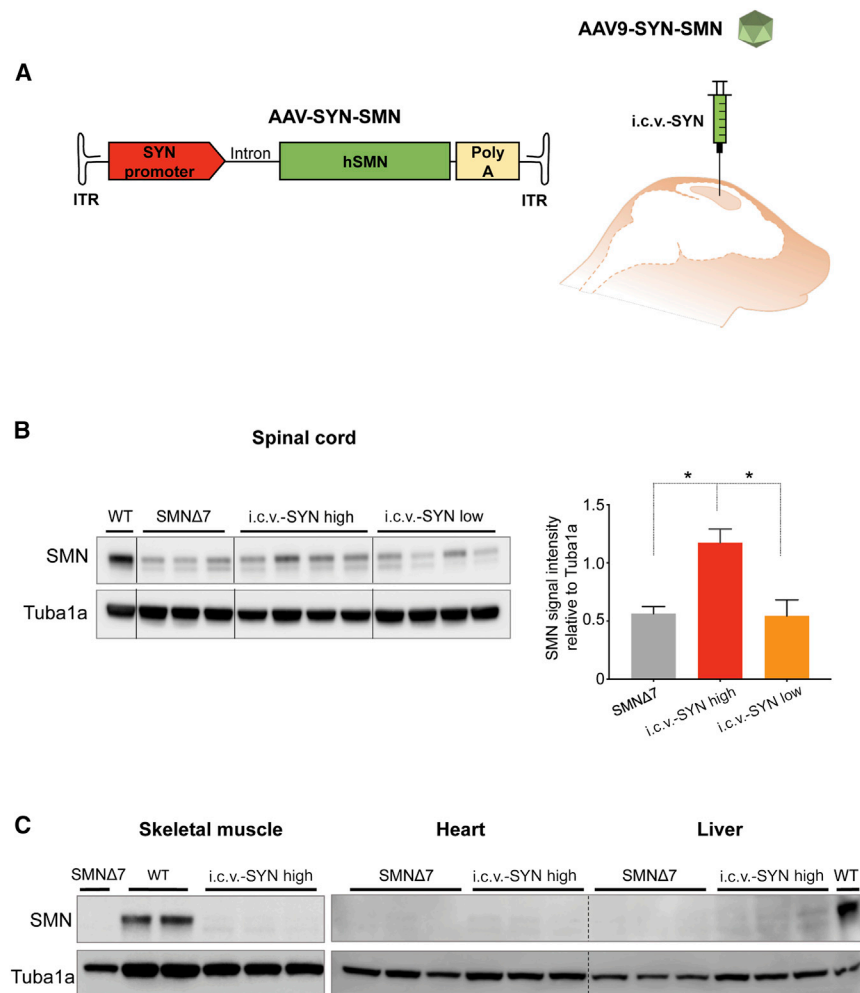 AAV9-SYN-SMN
A
AAV-SYN-SMN
i.c.v.-SYN
SYN promoter
Intron
hSMN
Poly A
ITR
ITR
B
Spinal cord
WT SMNΔ7 i.c.v.-SYN high i.c.v.-SYN low
SMN
Tuba1a
SMN signal intensity
relative to Tuba1a
1.5
1.0
0.5
0
* *
SMNΔ7
i.c.v.-SYN high
i.c.v.-SYN low
C
Skeletal muscle Heart Liver
SMNΔ7 WT i.c.v.-SYN high SMNΔ7 i.c.v.-SYN high SMNΔ7 i.c.v.-SYN high WT
SMN
Tuba1a